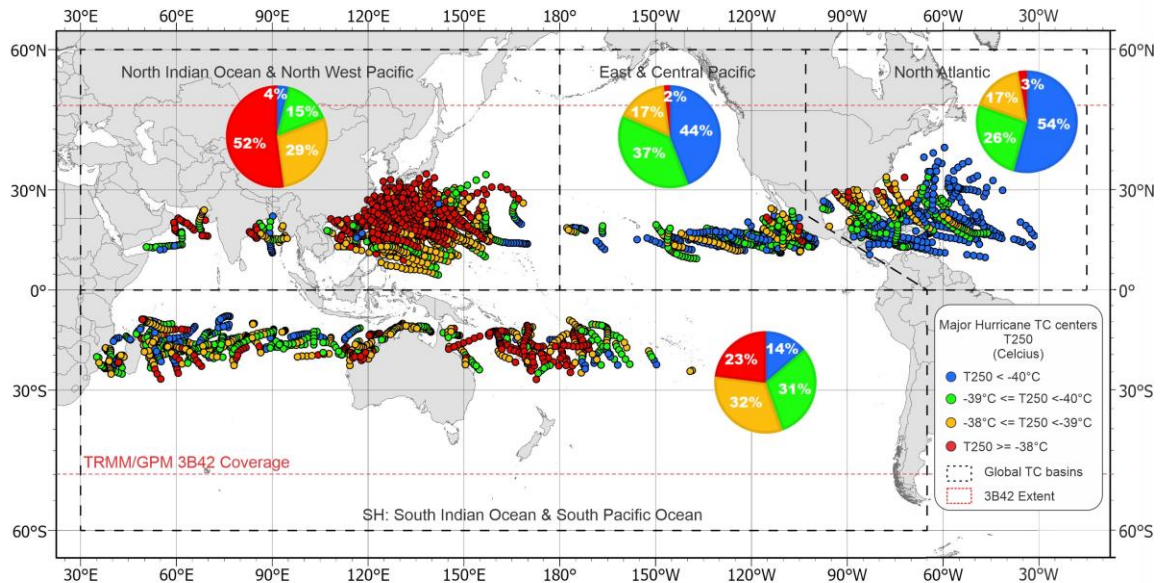 30°E 60°E 90°E 120°E 150°E 180° 150°W 120°W 90°W 60°W 30°W
60°N 60°N
North Indian Ocean & North West Pacific East & Central Pacific North Atlantic
4% 15% 29% 52%
2% 17% 44% 37%
3% 17% 54% 26%
30°N 30°N
0° 0°
23% 14% 31% 32%
Major Hurricane TC centers
T250
(Celcius)
T250 < -40°C
-39°C <= T250 <-40°C
-38°C <= T250 <-39°C
T250 >= -38°C
Global TC basins
3B42 Extent
30°S 30°S
TRMM/GPM 3B42 Coverage
SH: South Indian Ocean & South Pacific Ocean
60°S 60°S
30°E 60°E 90°E 120°E 150°E 180° 150°W 120°W 90°W 60°W 30°W